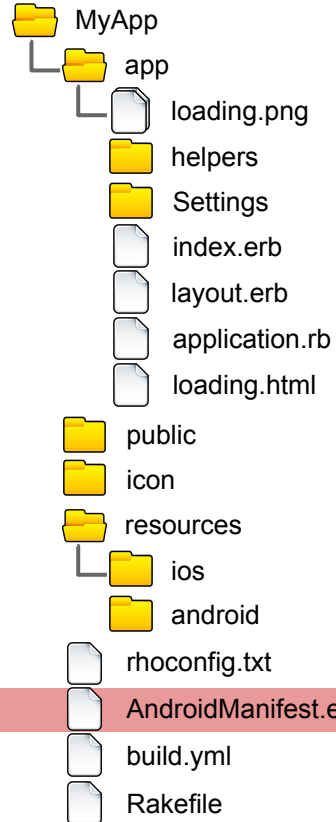 MyApp
app
loading.png
helpers
Settings
index.erb
layout.erb
application.rb
loading.html
public
icon
resources
ios
android
rhoconfig.txt
AndroidManifest.e
build.yml
Rakefile